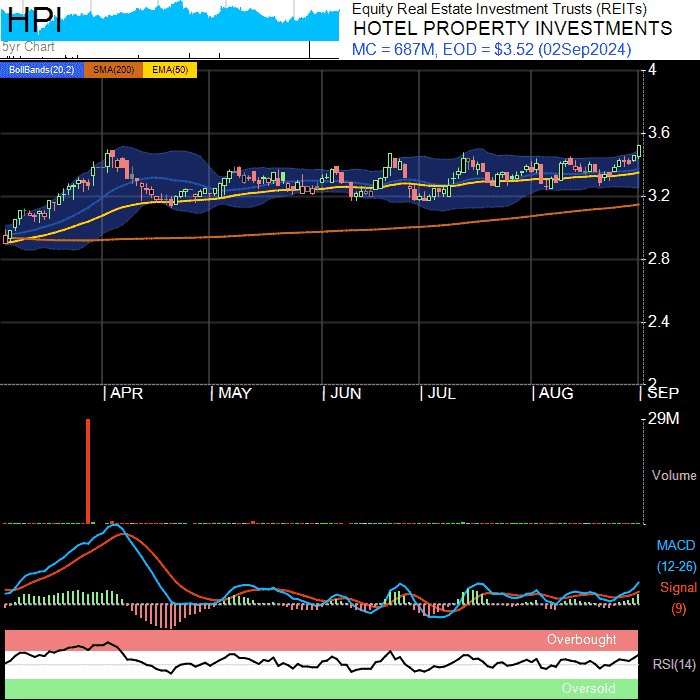 HPI
5yr Chart
Equity Real Estate Investment Trusts (REITs)
HOTEL PROPERTY INVESTMENTS
MC = 687M, EOD = $3.52 (02Sep2024)
BollBands(20,2) SMA(200) EMA(50)
4
3.6
3.2
2.8
2.4
2
APR MAY JUN JUL AUG SEP
29M
Volume
MACD
(12-26)
Signal
(9)
Overbought
RSI(14)
Oversold